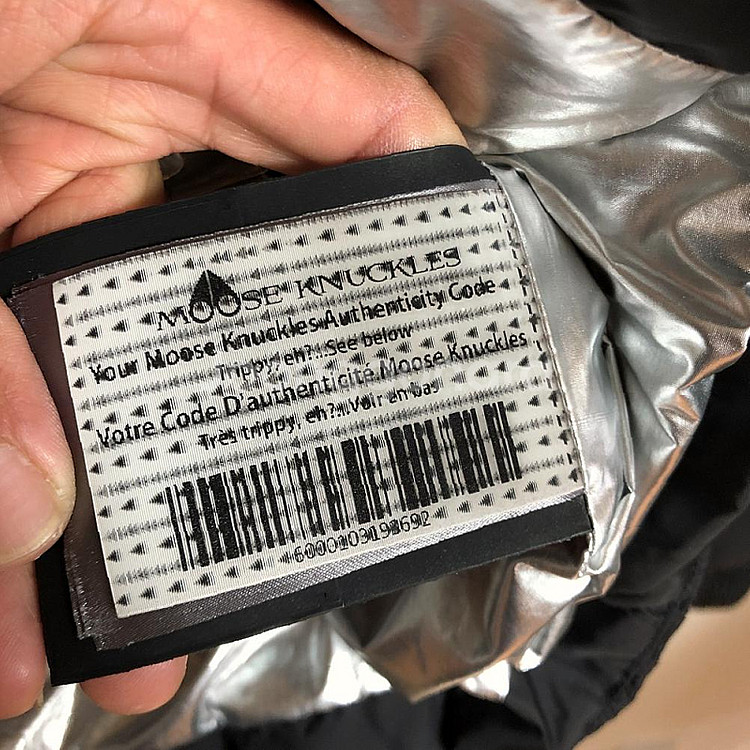 MOOSE KNUCKLES
Your Moose Knuckles Authenticity Code
Trippy, eh?...See below
Votre Code D'authenticité Moose Knuckles
Très trippy, eh?...Voir en bas
6000103193692